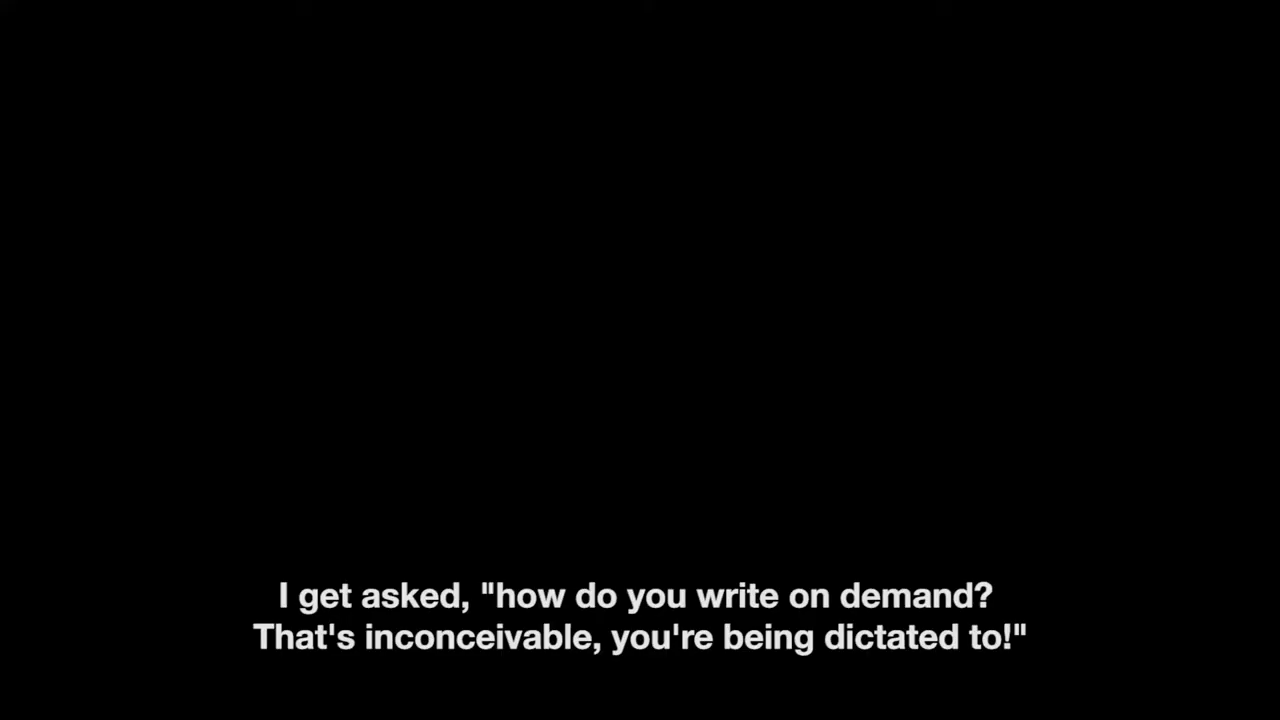 I get asked, "how do you write on demand?
That's inconceivable, you're being dictated to!"